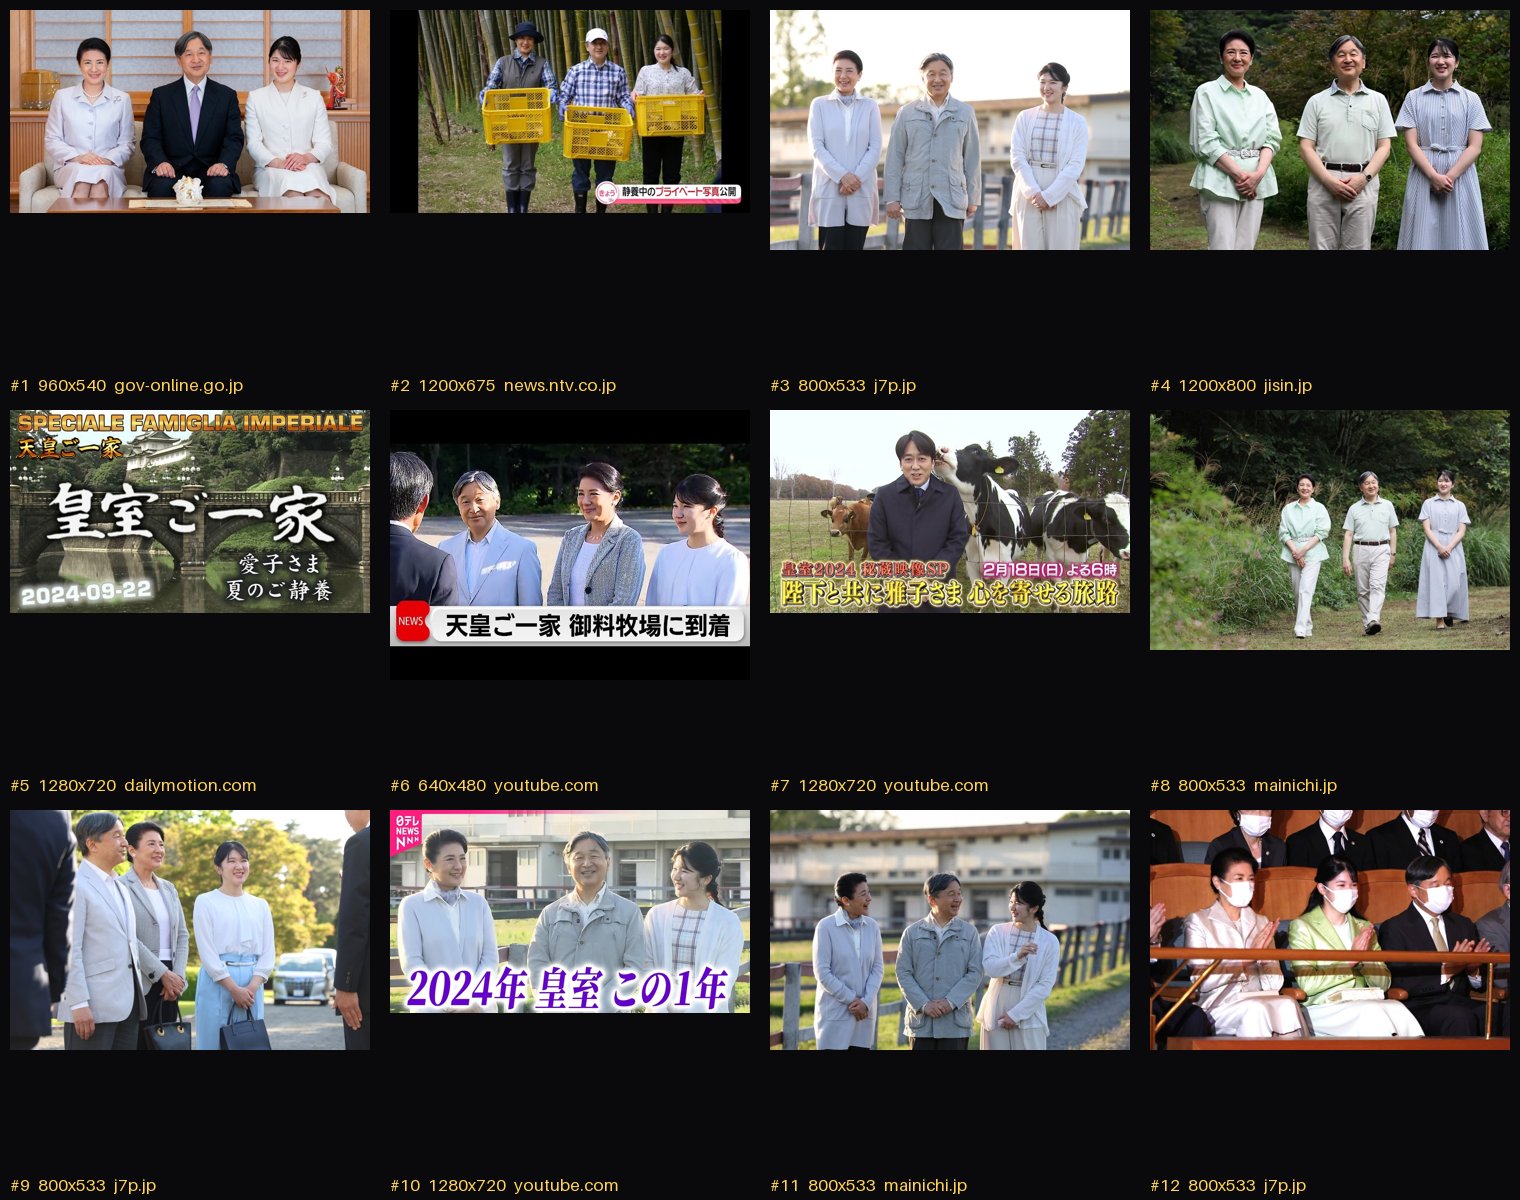 きょう
静養中のプライベート写真公開
#1 960x540 gov-online.go.jp
#2 1200x675 news.ntv.co.jp
#3 800x533 j7p.jp
#4 1200x800 jisin.jp
SPECIALE FAMIGLIA IMPERIALE
天皇ご一家
皇室ご一家
愛子さま
夏のご静養
2024-09-22
NEWS
天皇ご一家 御料牧場に到着
皇室2024 秘蔵映像SP
2月18日(日)よる6時
陛下と共に雅子さま 心を寄せる旅路
#5 1280x720 dailymotion.com
#6 640x480 youtube.com
#7 1280x720 youtube.com
#8 800x533 mainichi.jp
日テレ
NEWS
NNN
2024年 皇室 この1年
#9 800x533 j7p.jp
#10 1280x720 youtube.com
#11 800x533 mainichi.jp
#12 800x533 j7p.jp